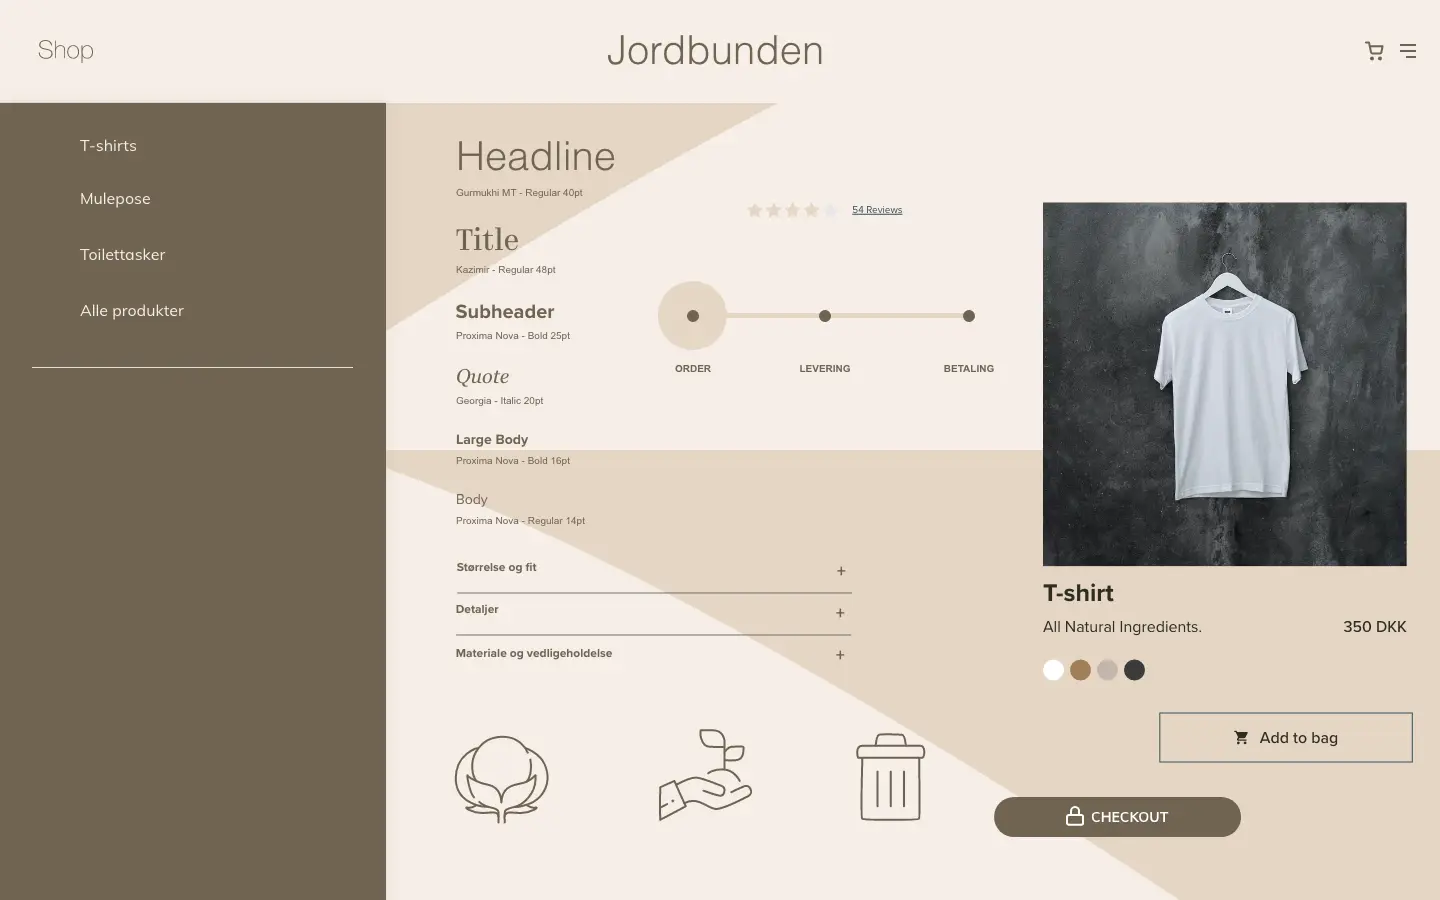 Shop
Jordbunden
T-shirts
Mulepose
Toilettasker
Alle produkter
Headline
Gurmukhi MT - Regular 40pt
Title
Kazimir - Regular 48pt
Subheader
Proxima Nova - Bold 25pt
Quote
Georgia - Italic 20pt
Large Body
Proxima Nova - Bold 16pt
Body
Proxima Nova - Regular 14pt
54 Reviews
ORDER
LEVERING
BETALING
Størrelse og fit +
Detaljer +
Materiale og vedligeholdelse +
T-shirt
All Natural Ingredients. 350 DKK
Add to bag
CHECKOUT